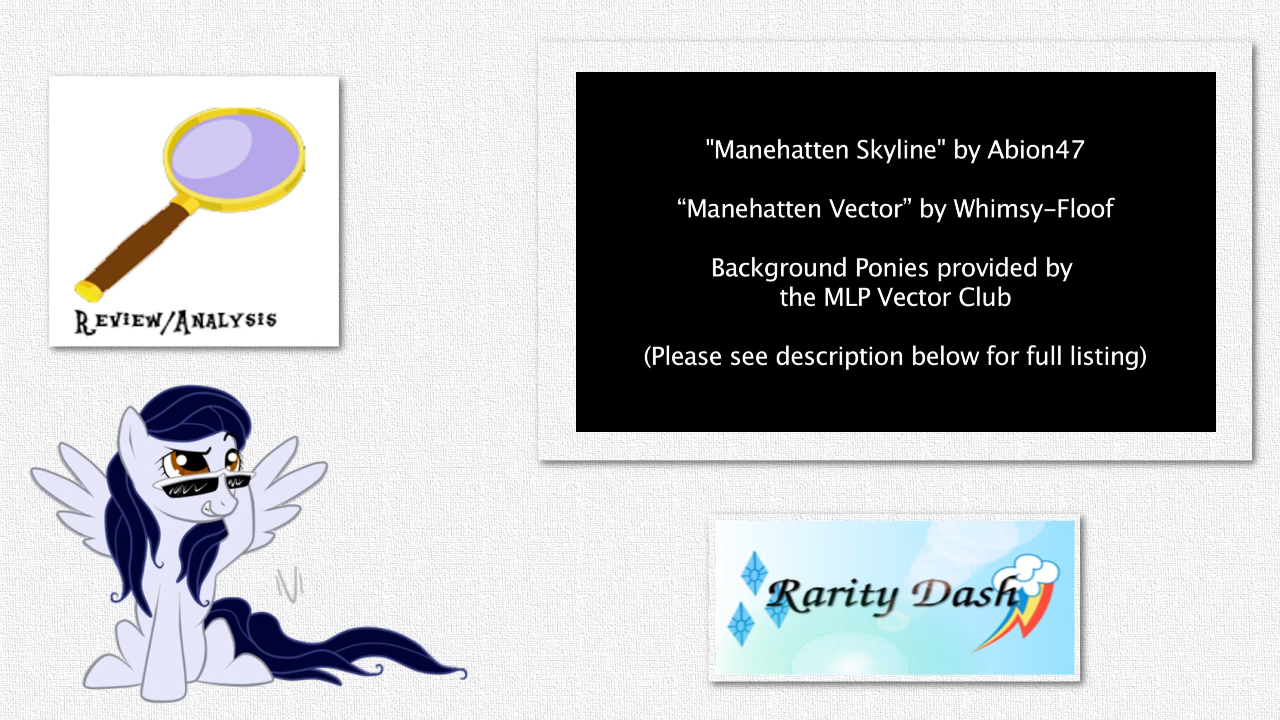 "Manehatten Skyline" by Abion47
“Manehatten Vector” by Whimsy-Floof
Background Ponies provided by
the MLP Vector Club
(Please see description below for full listing)
Review/Analysis
Rarity Dash